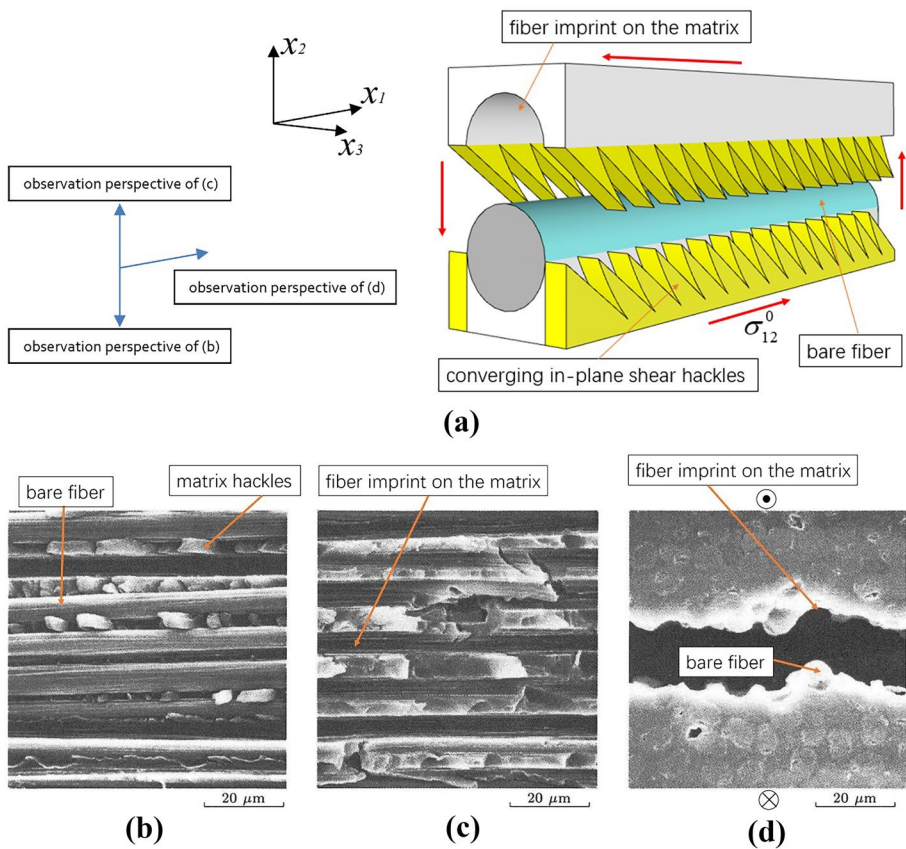 fiber imprint on the matrix
x2
x1
x3
observation perspective of (c)
observation perspective of (d)
observation perspective of (b)
σ⁰₁₂
bare fiber
converging in-plane shear hackles
(a)
bare fiber
matrix hackles
fiber imprint on the matrix
fiber imprint on the matrix
bare fiber
20 μm
20 μm
20 μm
(b)
(c)
(d)